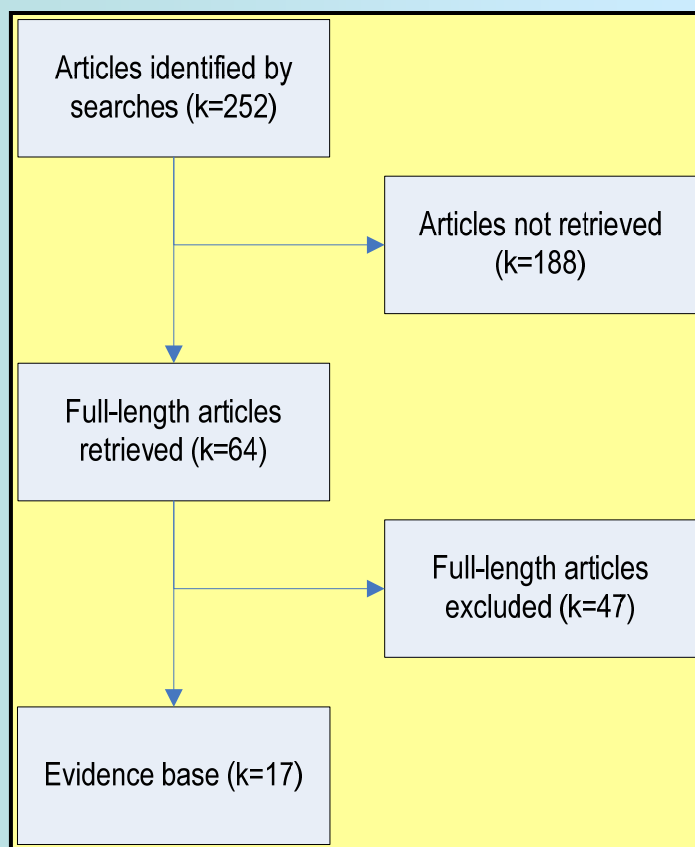 Articles identified by
searches (k=252)
Articles not retrieved
(k=188)
Full-length articles
retrieved (k=64)
Full-length articles
excluded (k=47)
Evidence base (k=17)